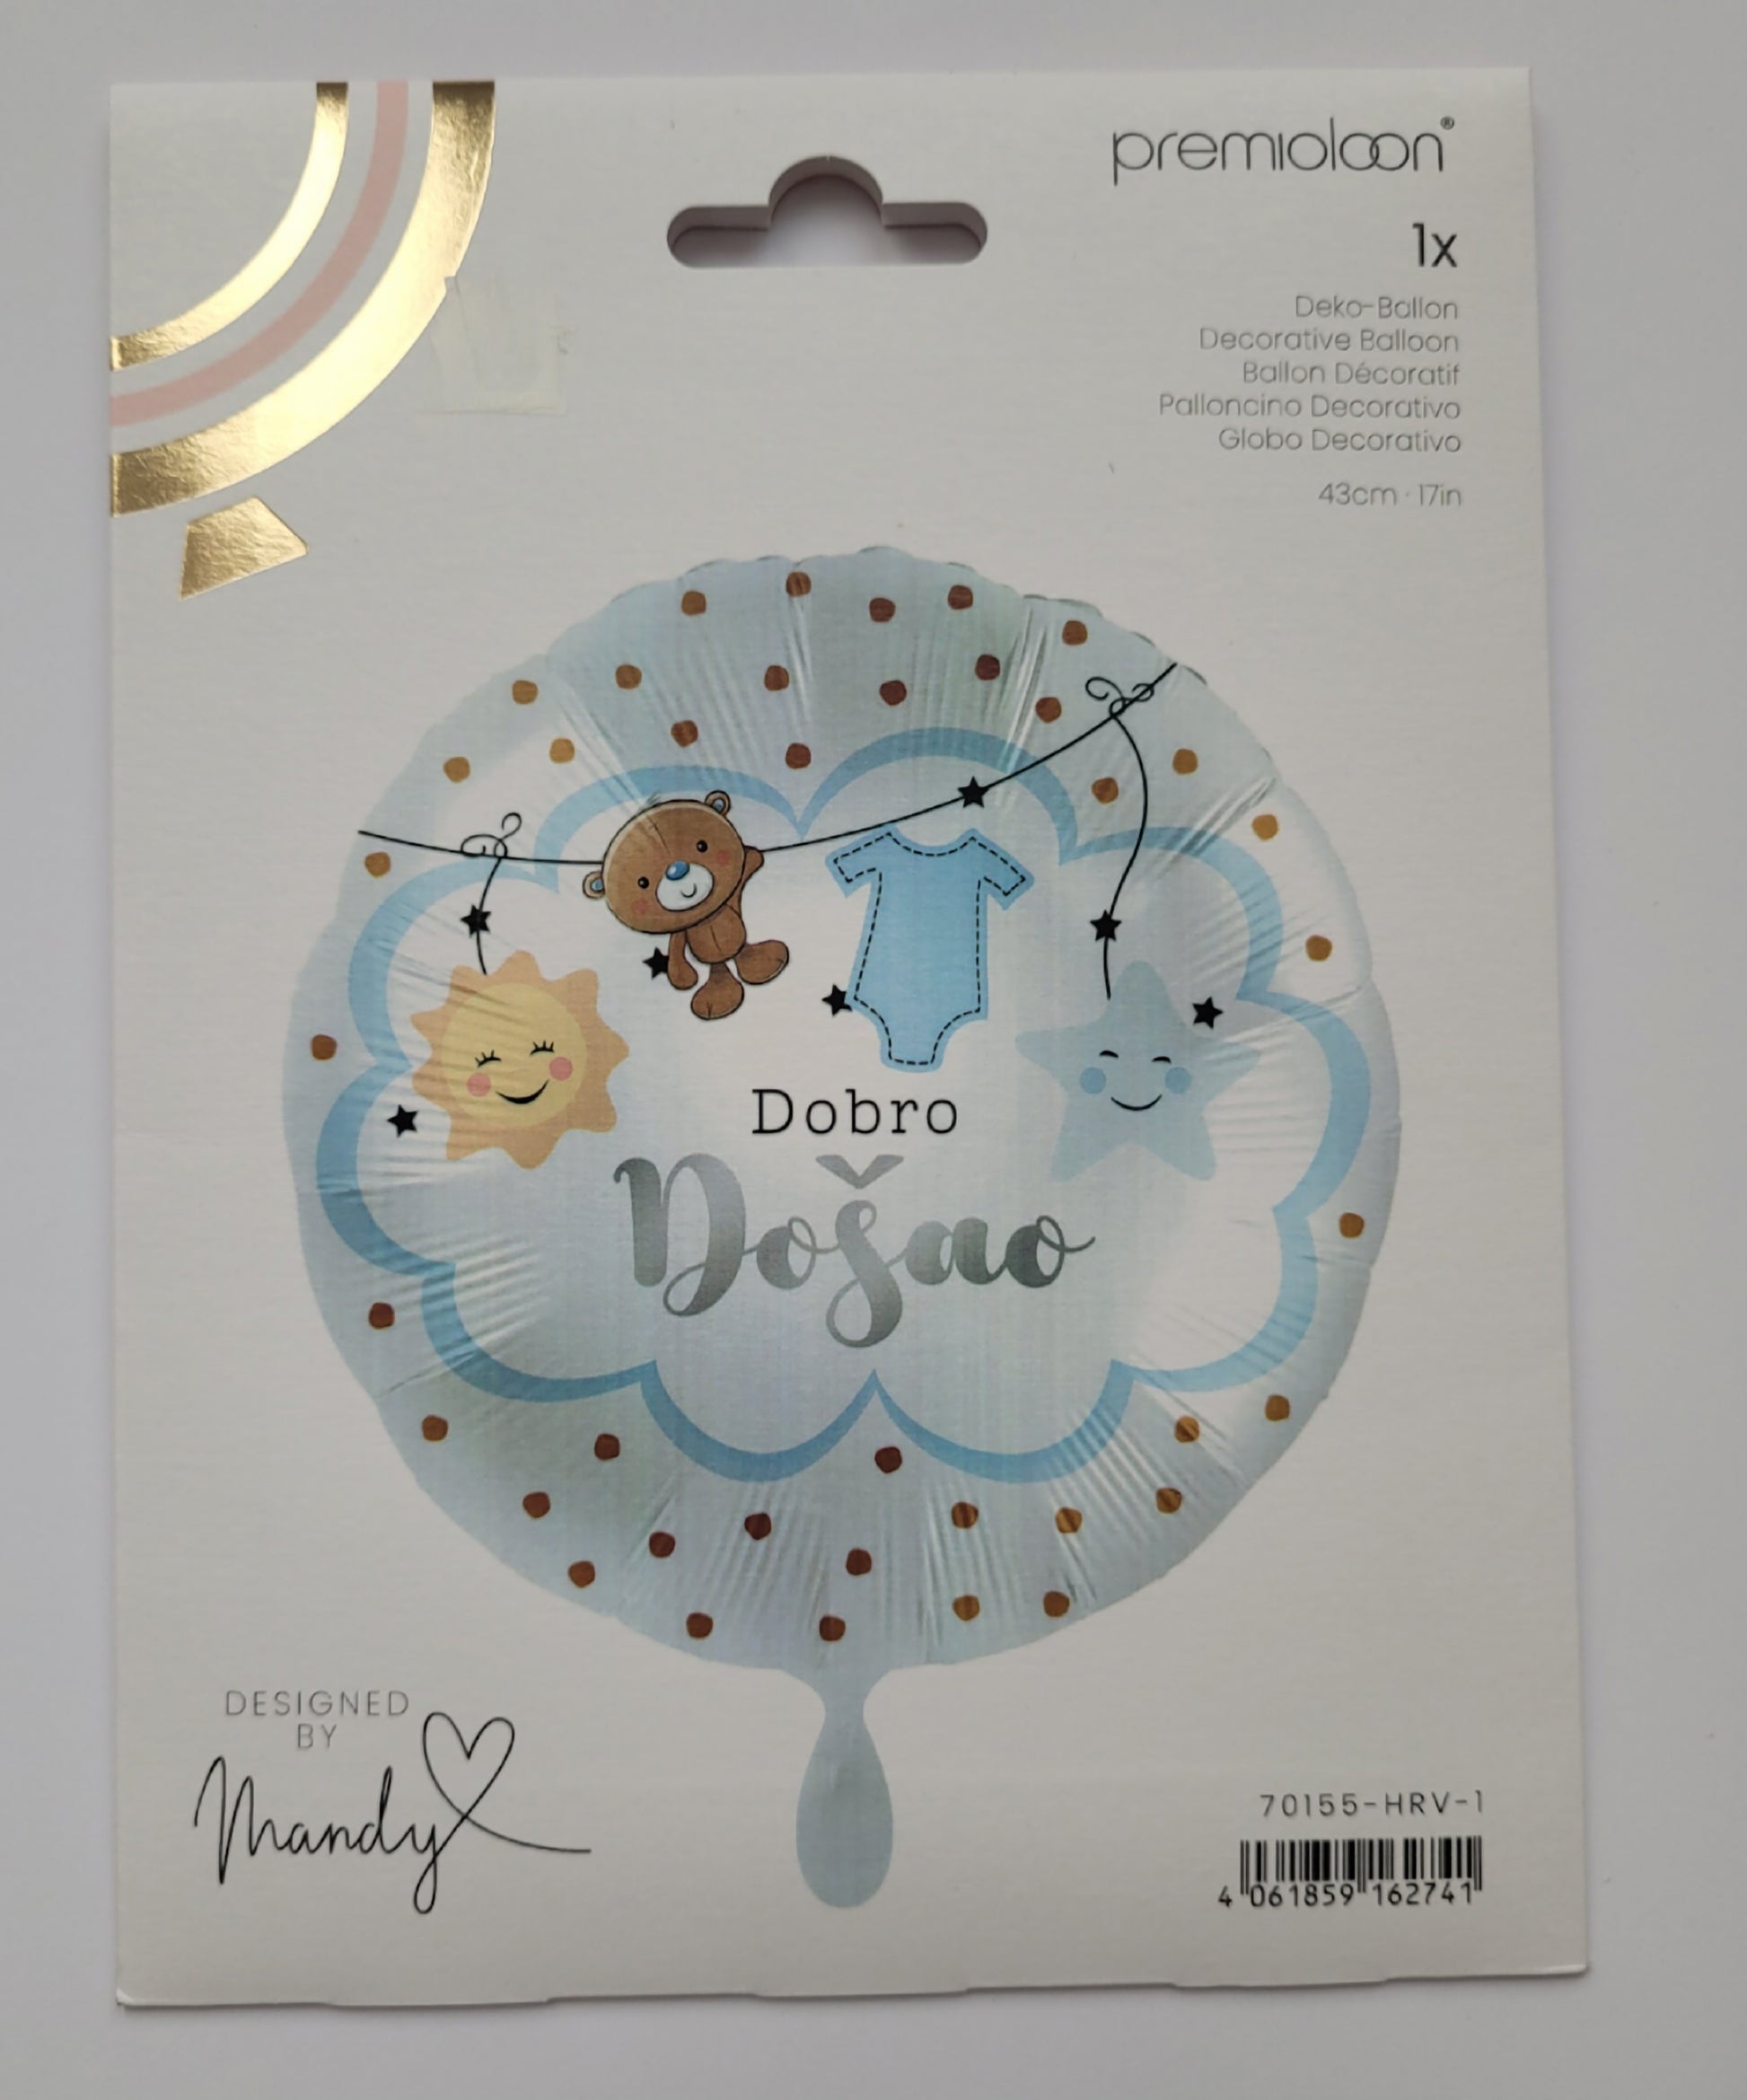 premioloon®
1x
Deko-Ballon
Decorative Balloon
Ballon Décoratif
Palloncino Decorativo
Globo Decorativo
43cm · 17in
Dobro
Došao
DESIGNED
BY
Mandy
70155-HRV-1
4 061859 162741